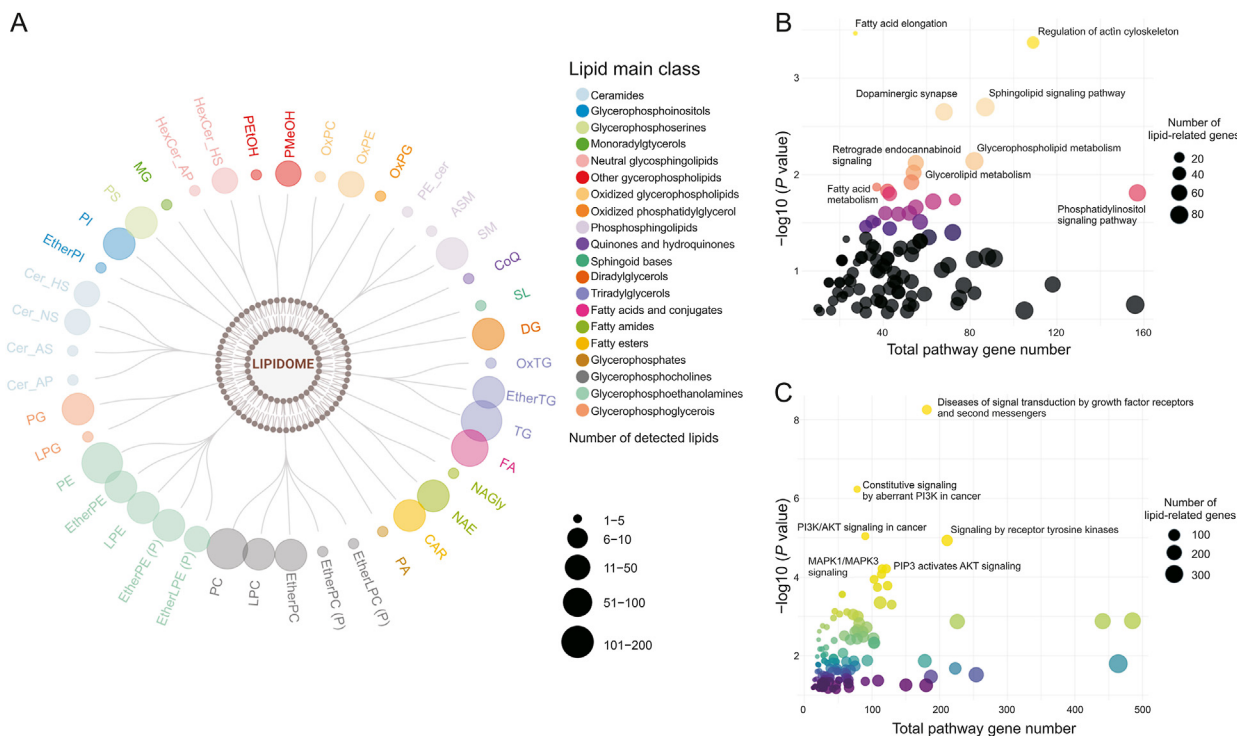 A
HexCer_AP
HexCer_HS
PEtOH
PMeOH
OxPC
OxPE
OxPG
PE_cer
ASM
SM
CoQ
SL
DG
OxTG
EtherTG
TG
FA
NAGly
NAE
CAR
PA
EtherLPC (P)
EtherPC (P)
EtherPC
LPC
PC
EtherLPE (P)
EtherPE (P)
LPE
EtherPE
PE
LPG
PG
Cer_AP
Cer_AS
Cer_NS
Cer_HS
EtherPI
PI
PS
MG
LIPIDOME
Lipid main class
Ceramides
Glycerophosphoinositols
Glycerophosphoserines
Monoradylgtycerols
Neutral glycosphingolipids
Other glycerophospholipids
Oxidized glycerophospholipids
Oxidized phosphatidylglycerol
Phosphosphingolipids
Quinones and hydroquinones
Sphingoid bases
Diradylglycerols
Triradylglycerols
Fatty acids and conjugates
Fatty amides
Fatty esters
Glycerophosphates
Glycerophosphocholines
Glycerophosphoethanolamines
Glycerophosphoglycerois
Number of detected lipids
1–5
6–10
11–50
51–100
101–200
B
Fatty acid elongation
Regulation of actin cyloskeleton
Dopaminergic synapse
Sphingolipid signaling pathway
Retrograde endocannabinoid
signaling
Glycerophospholipid metabolism
Glycerolipid metabolism
Fatty acid
metabolism
Phosphatidylinositol
signaling pathway
−log10 (P value)
3
2
1
40
80
120
160
Total pathway gene number
Number of
lipid-related genes
20
40
60
80
C
Diseases of signal transduction by growth factor receptors
and second messengers
Constitutive signaling
by aberrant PI3K in cancer
PI3K/AKT signaling in cancer
Signaling by receptor tyrosine kinases
MAPK1/MAPK3
signaling
PIP3 activates AKT signaling
−log10 (P value)
8
6
4
2
0
100
200
300
400
500
Total pathway gene number
Number of
lipid-related genes
100
200
300